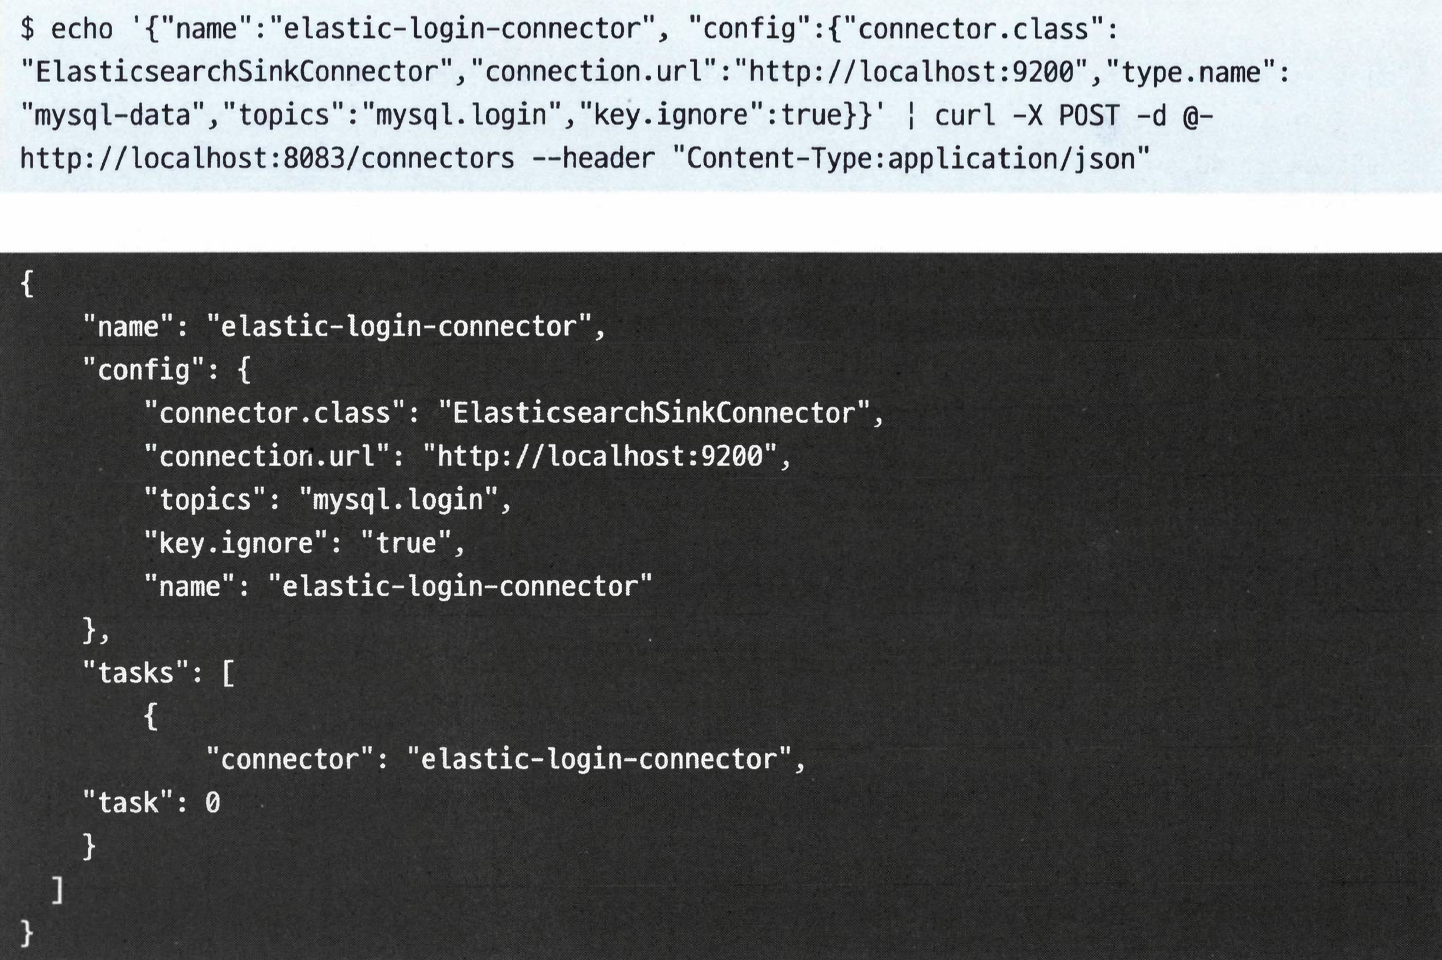 $ echo '{"name":"elastic-login-connector", "config":{"connector.class":
"ElasticsearchSinkConnector","connection.url":"http://localhost:9200","type.name":
"mysql-data","topics":"mysql.login","key.ignore":true}}' | curl -X POST -d @-
http://localhost:8083/connectors --header "Content-Type:application/json"
{
    "name": "elastic-login-connector",
    "config": {
        "connector.class": "ElasticsearchSinkConnector",
        "connection.url": "http://localhost:9200",
        "topics": "mysql.login",
        "key.ignore": "true",
        "name": "elastic-login-connector"
    },
    "tasks": [
        {
            "connector": "elastic-login-connector",
    "task": 0
    }
  ]
}